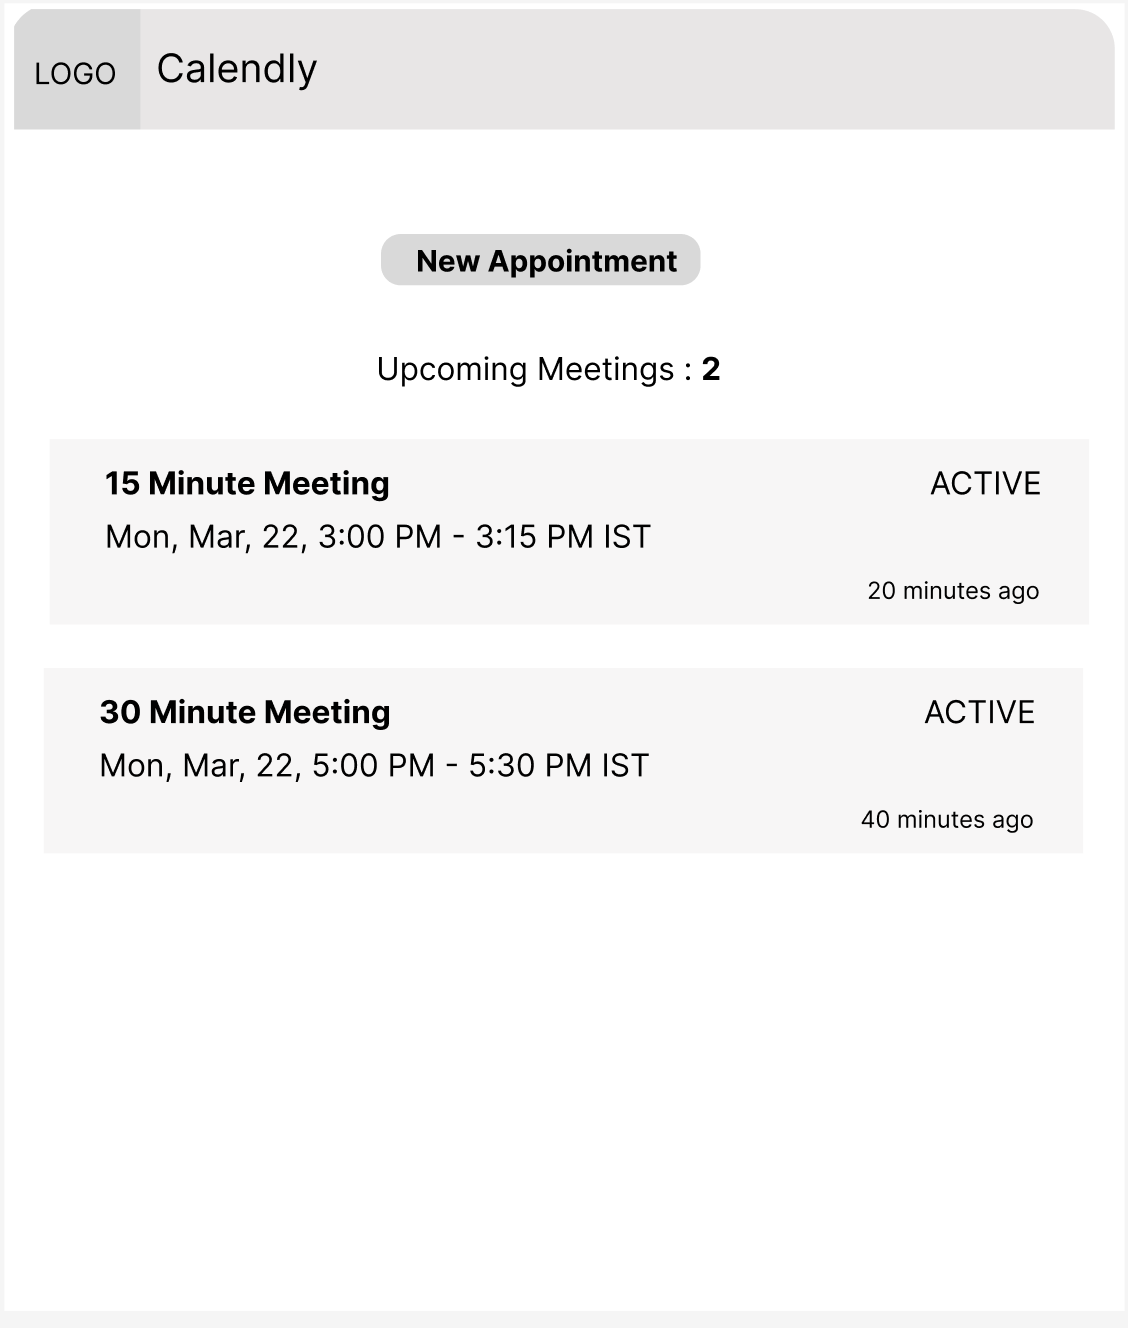 LOGO
Calendly
New Appointment
Upcoming Meetings : 2
15 Minute Meeting
ACTIVE
Mon, Mar, 22, 3:00 PM - 3:15 PM IST
20 minutes ago
30 Minute Meeting
ACTIVE
Mon, Mar, 22, 5:00 PM - 5:30 PM IST
40 minutes ago